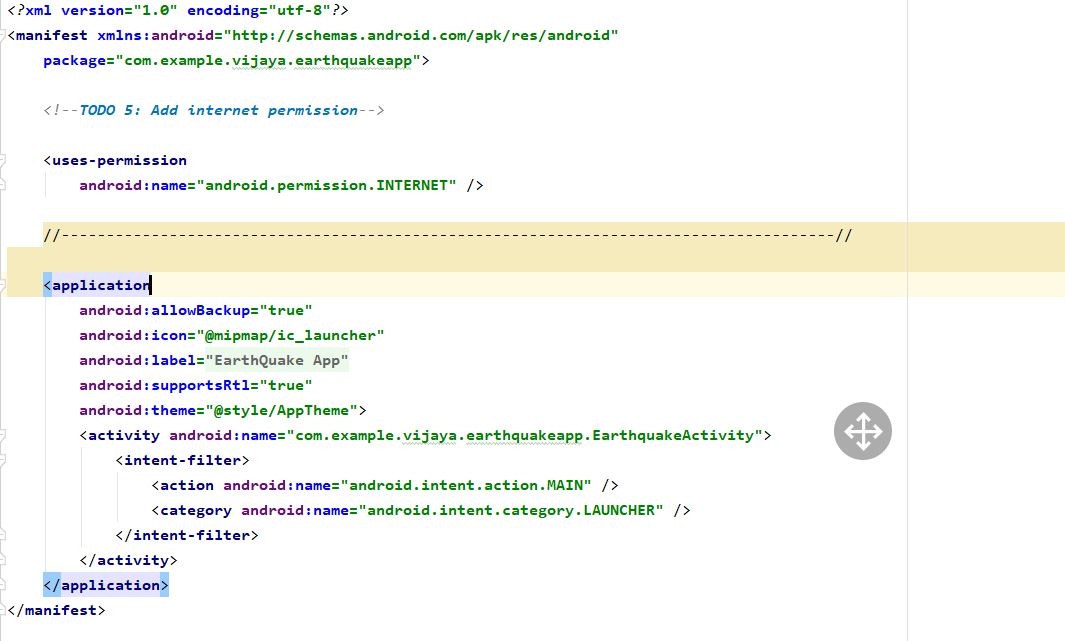 <?xml version="1.0" encoding="utf-8"?>
<manifest xmlns:android="http://schemas.android.com/apk/res/android"
    package="com.example.vijaya.earthquakeapp">

    <!--TODO 5: Add internet permission-->

    <uses-permission
        android:name="android.permission.INTERNET" />

    //--------------------------------------------------------------------------------------//

    <application
        android:allowBackup="true"
        android:icon="@mipmap/ic_launcher"
        android:label="EarthQuake App"
        android:supportsRtl="true"
        android:theme="@style/AppTheme">
        <activity android:name="com.example.vijaya.earthquakeapp.EarthquakeActivity">
            <intent-filter>
                <action android:name="android.intent.action.MAIN" />
                <category android:name="android.intent.category.LAUNCHER" />
            </intent-filter>
        </activity>
    </application>
</manifest>